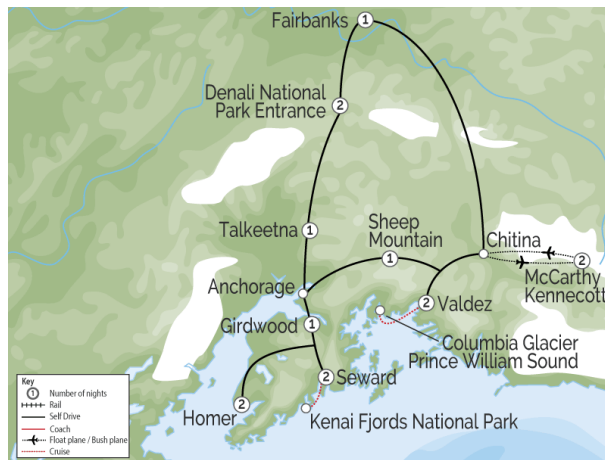 Fairbanks
1
Denali National
Park Entrance
2
Talkeetna
1
Sheep
Mountain
1
Chitina
2
McCarthy
Kennecott
Anchorage
Girdwood
1
2
Valdez
Columbia Glacier
Prince William Sound
2
Seward
Homer
2
Kenai Fjords National Park
Key
1 Number of nights
Rail
Self Drive
Coach
Float plane / Bush plane
Cruise